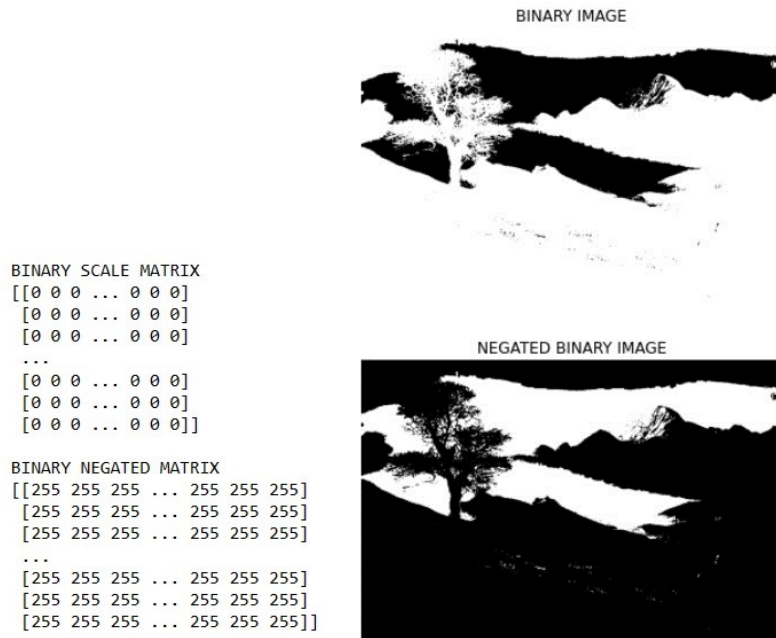 BINARY IMAGE
BINARY SCALE MATRIX
[[0 0 0 ... 0 0 0]
[0 0 0 ... 0 0 0]
[0 0 0 ... 0 0 0]
...
[0 0 0 ... 0 0 0]
[0 0 0 ... 0 0 0]
[0 0 0 ... 0 0 0]]
NEGATED BINARY IMAGE
BINARY NEGATED MATRIX
[[255 255 255 ... 255 255 255]
[255 255 255 ... 255 255 255]
[255 255 255 ... 255 255 255]
...
[255 255 255 ... 255 255 255]
[255 255 255 ... 255 255 255]
[255 255 255 ... 255 255 255]]